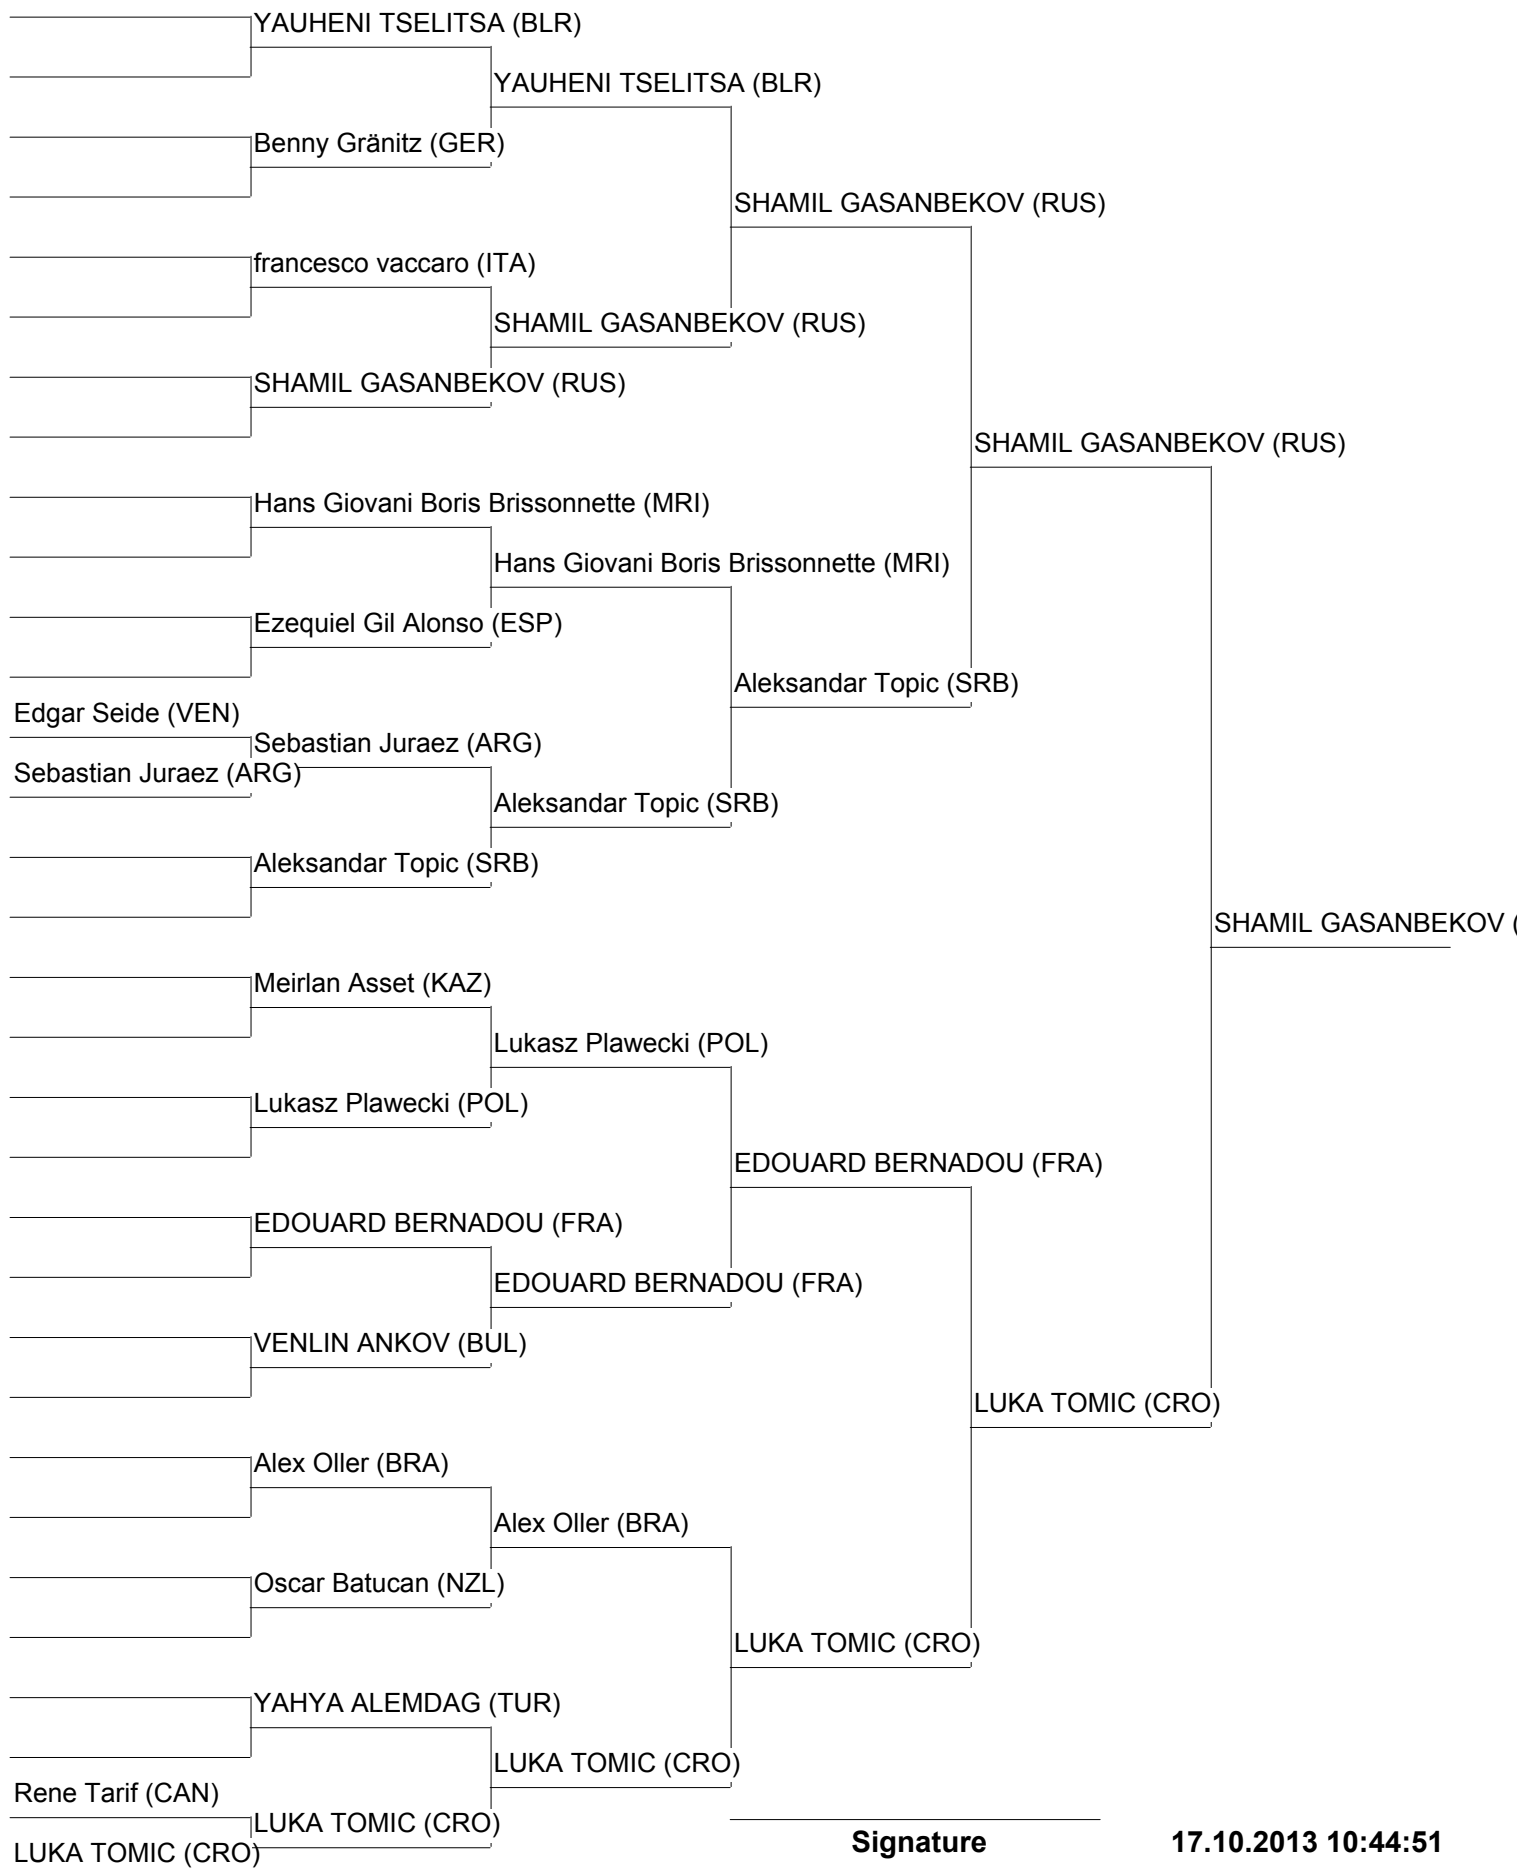 YAUHENI TSELITSA (BLR)
YAUHENI TSELITSA (BLR)
Benny Gränitz (GER)
SHAMIL GASANBEKOV (RUS)
francesco vaccaro (ITA)
SHAMIL GASANBEKOV (RUS)
SHAMIL GASANBEKOV (RUS)
SHAMIL GASANBEKOV (RUS)
Hans Giovani Boris Brissonnette (MRI)
Hans Giovani Boris Brissonnette (MRI)
Ezequiel Gil Alonso (ESP)
Aleksandar Topic (SRB)
Edgar Seide (VEN)
Sebastian Juraez (ARG)
Sebastian Juraez (ARG)
Aleksandar Topic (SRB)
Aleksandar Topic (SRB)
SHAMIL GASANBEKOV (
Meirlan Asset (KAZ)
Lukasz Plawecki (POL)
Lukasz Plawecki (POL)
EDOUARD BERNADOU (FRA)
EDOUARD BERNADOU (FRA)
EDOUARD BERNADOU (FRA)
VENLIN ANKOV (BUL)
LUKA TOMIC (CRO)
Alex Oller (BRA)
Alex Oller (BRA)
Oscar Batucan (NZL)
LUKA TOMIC (CRO)
YAHYA ALEMDAG (TUR)
LUKA TOMIC (CRO)
Rene Tarif (CAN)
LUKA TOMIC (CRO)
LUKA TOMIC (CRO)
Signature
17.10.2013 10:44:51